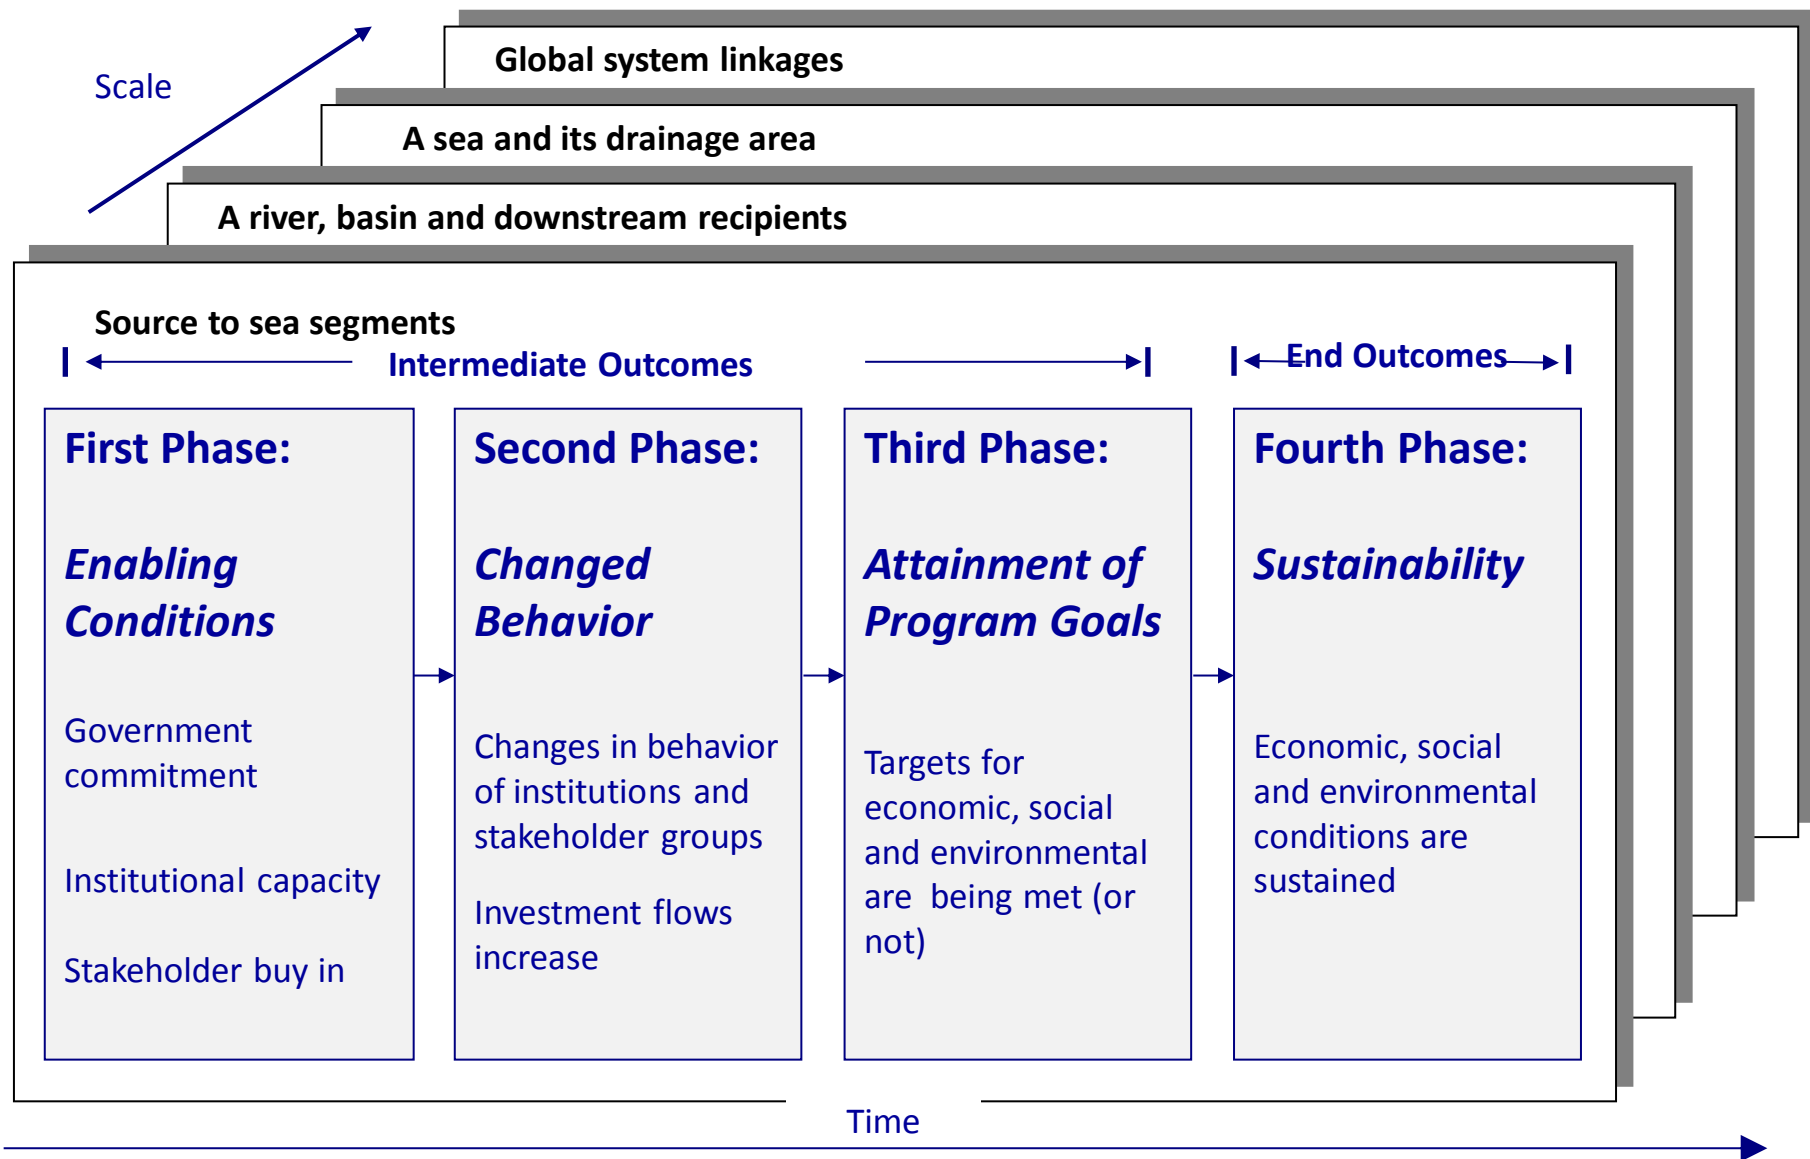 Scale
Global system linkages
A sea and its drainage area
A river, basin and downstream recipients
Source to sea segments
Intermediate Outcomes
End Outcomes
First Phase:
Enabling
Conditions
Government
commitment
Institutional capacity
Stakeholder buy in
Second Phase:
Changed
Behavior
Changes in behavior
of institutions and
stakeholder groups
Investment flows
increase
Third Phase:
Attainment of
Program Goals
Targets for
economic, social
and environmental
are being met (or
not)
Fourth Phase:
Sustainability
Economic, social
and environmental
conditions are
sustained
Time